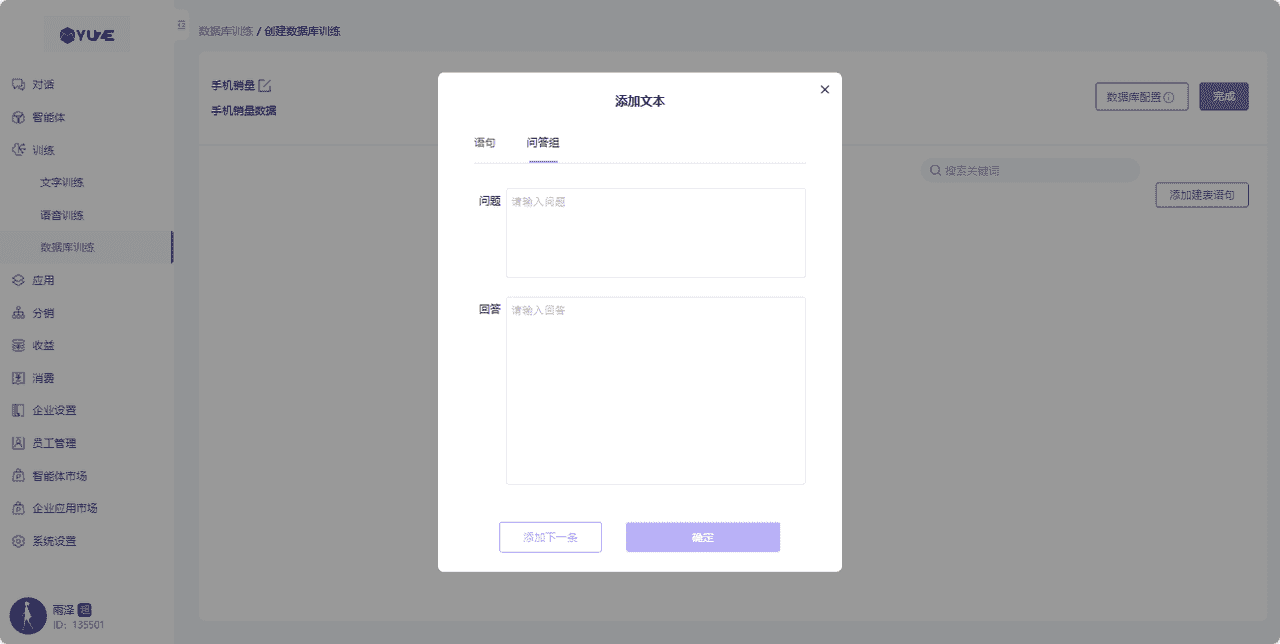 YUZE
对话
智能体
训练
文字训练
语音训练
数据库训练
应用
分销
收益
消费
企业设置
员工管理
智能体市场
企业应用市场
系统设置
雨泽 超
ID: 135501
数据库训练 / 创建数据库训练
手机销量
手机销量数据
数据库配置
完成
搜索关键词
添加建表语句
添加文本
语句
问答组
问题
请输入问题
回答
请输入回答
添加下一条
确定